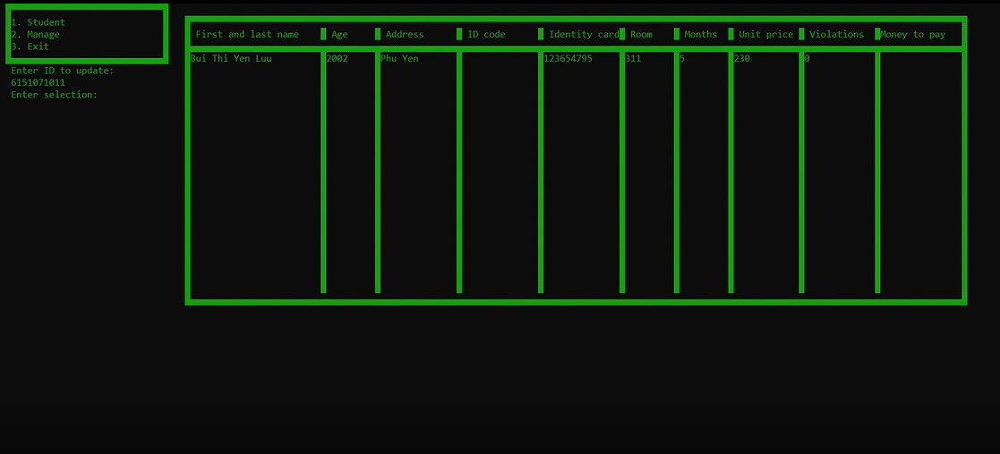 1. Student
2. Manage
3. Exit
Enter ID to update:
6151071011
Enter selection:
First and last name Age Address ID code Identity card Room Months Unit price Violations Money to pay
Bui Thi Yen Luu 2002 Phu Yen 123654795 311 5 230 0